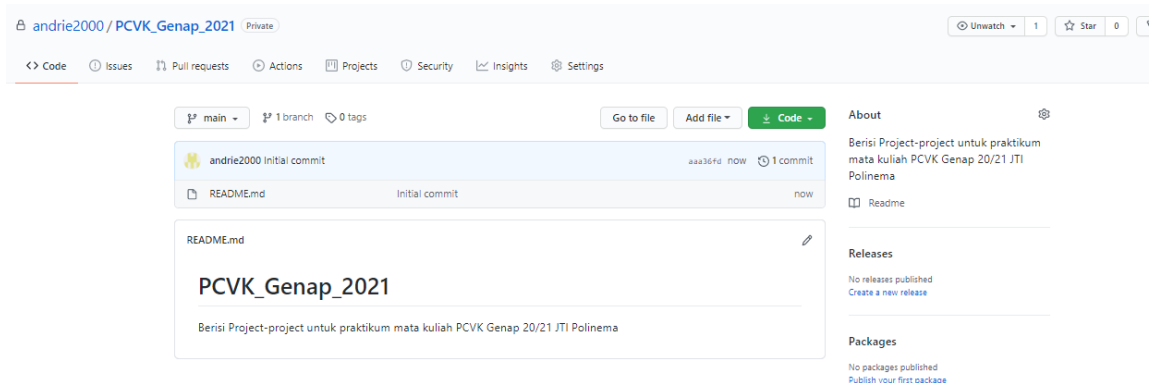 andrie2000 / PCVK_Genap_2021 Private
Unwatch 1 Star 0
Code Issues Pull requests Actions Projects Security Insights Settings
main 1 branch 0 tags Go to file Add file Code
andrie2000 Initial commit aaa36fd now 1 commit
README.md Initial commit now
README.md
PCVK_Genap_2021
Berisi Project-project untuk praktikum mata kuliah PCVK Genap 20/21 JTI Polinema
About
Berisi Project-project untuk praktikum
mata kuliah PCVK Genap 20/21 JTI
Polinema
Readme
Releases
No releases published
Create a new release
Packages
No packages published
Publish your first package